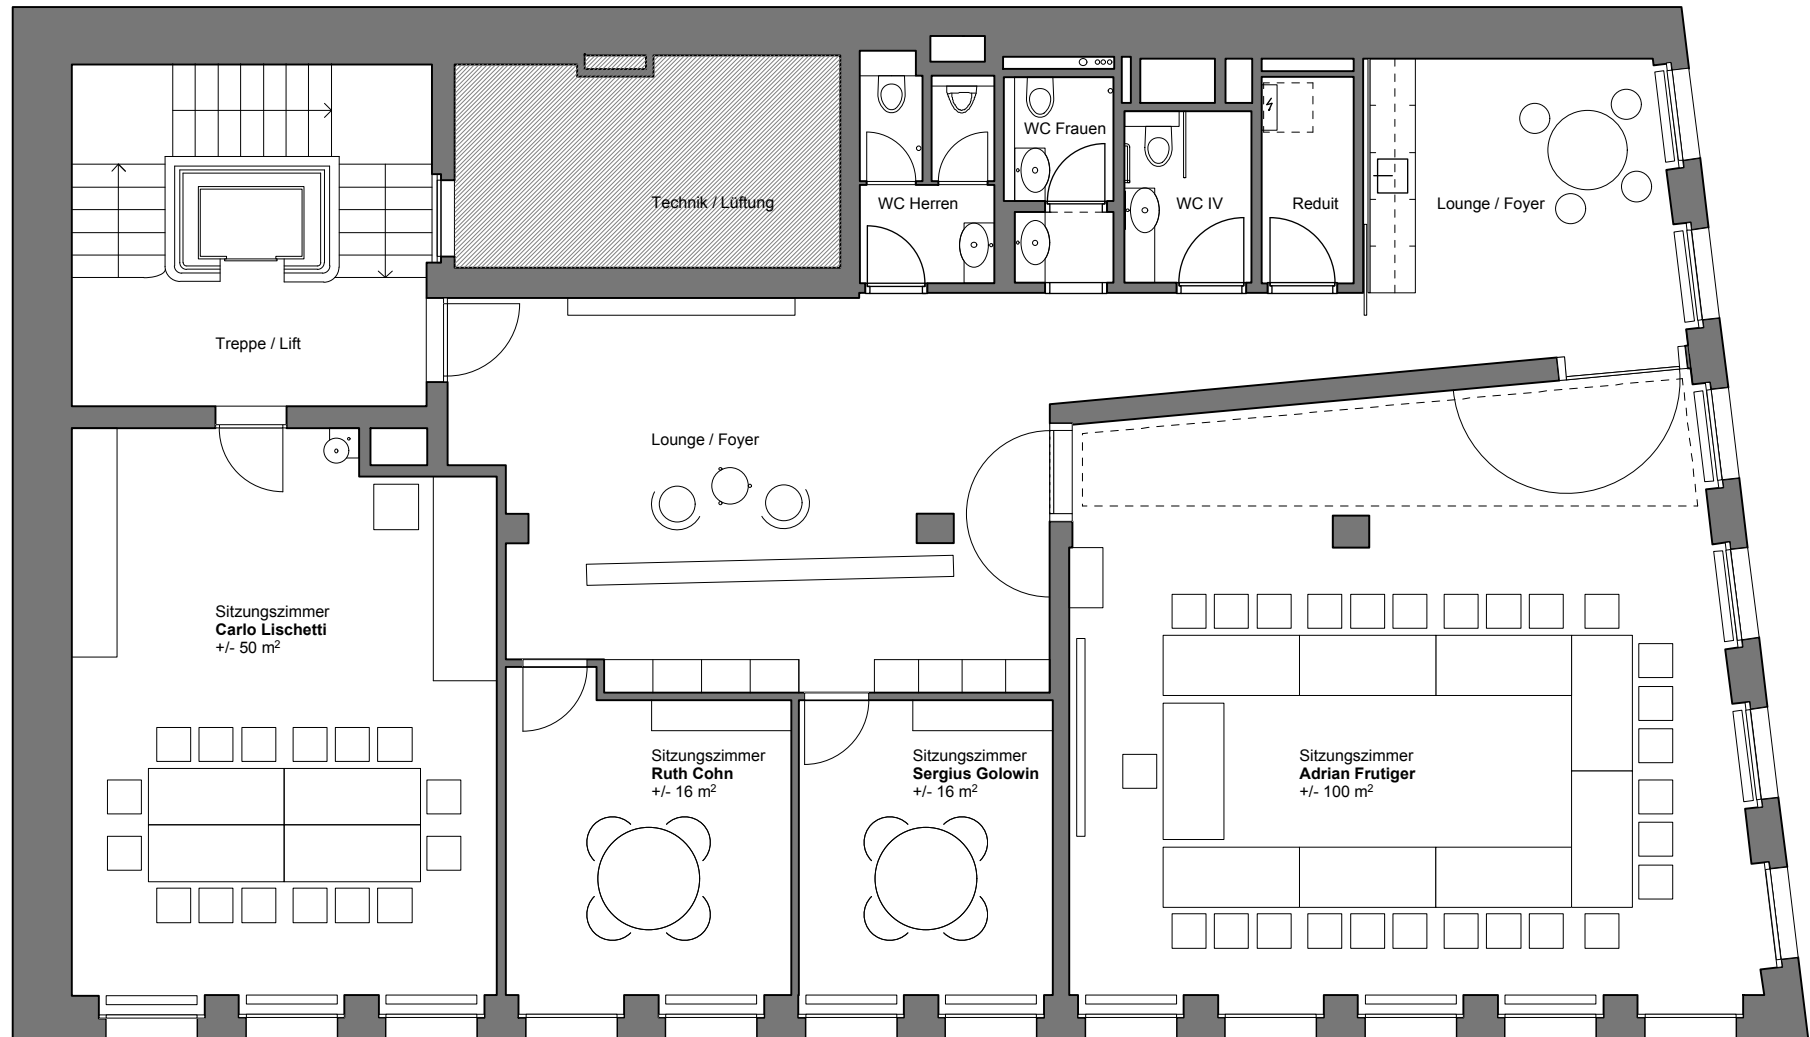 WC Frauen
Technik / Lüftung
WC Herren
WC IV
Reduit
Lounge / Foyer
Treppe / Lift
Lounge / Foyer
Sitzungszimmer
Carlo Lischetti
+/- 50 m²
Sitzungszimmer
Ruth Cohn
+/- 16 m²
Sitzungszimmer
Sergius Golowin
+/- 16 m²
Sitzungszimmer
Adrian Frutiger
+/- 100 m²